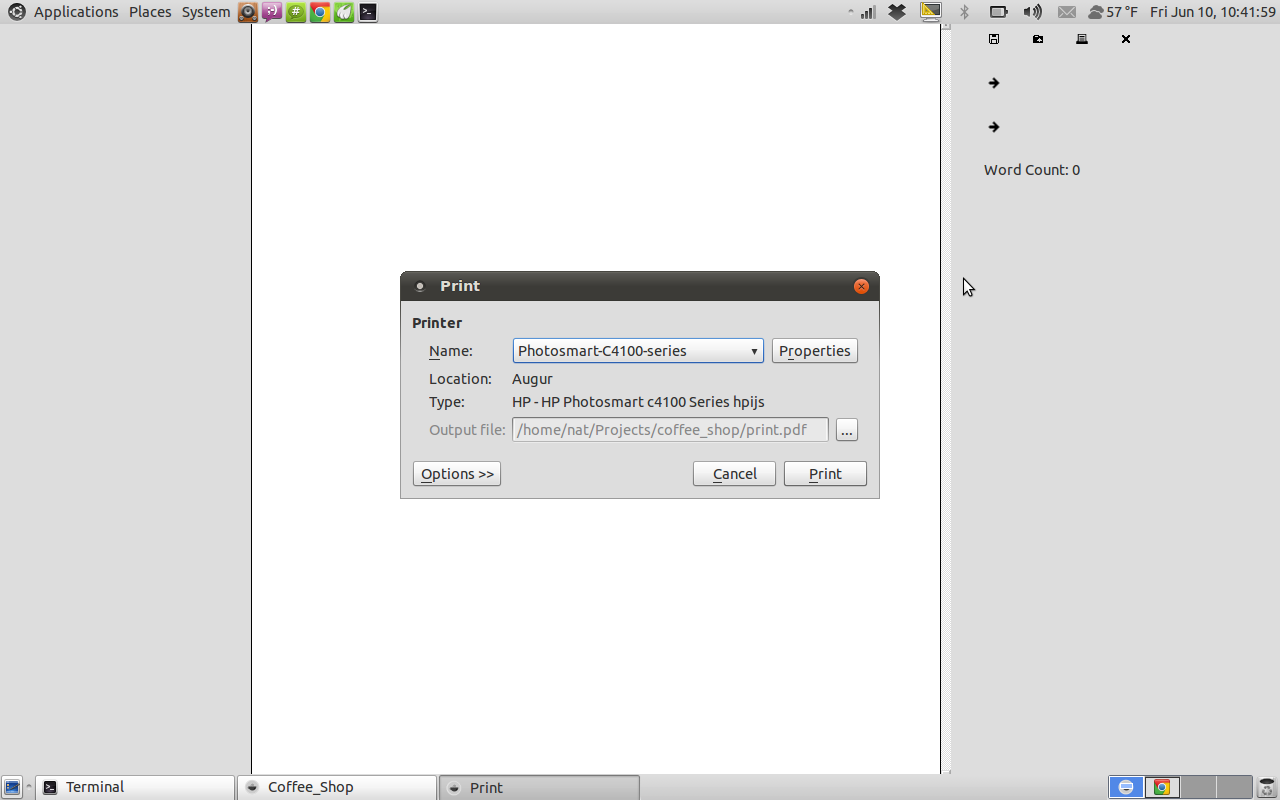 Applications Places System 57 °F Fri Jun 10, 10:41:59
Word Count: 0
Print
Printer
Name: Photosmart-C4100-series Properties
Location: Augur
Type: HP - HP Photosmart c4100 Series hpijs
Output file: /home/nat/Projects/coffee_shop/print.pdf ...
Options >> Cancel Print
Terminal Coffee_Shop Print